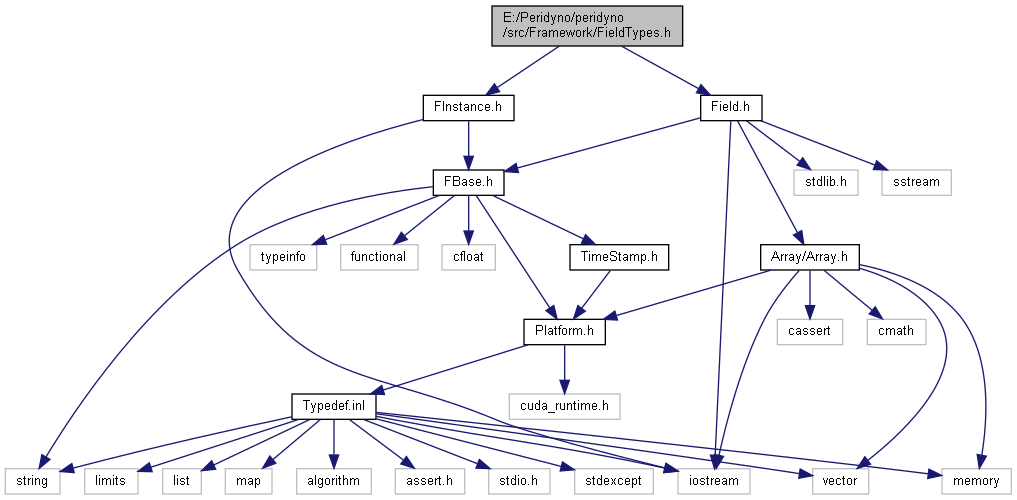 E:/Peridyno/peridyno
/src/Framework/FieldTypes.h
FInstance.h
Field.h
FBase.h
stdlib.h
sstream
typeinfo
functional
cfloat
TimeStamp.h
Array/Array.h
Platform.h
cassert
cmath
Typedef.inl
cuda_runtime.h
string
limits
list
map
algorithm
assert.h
stdio.h
stdexcept
iostream
vector
memory